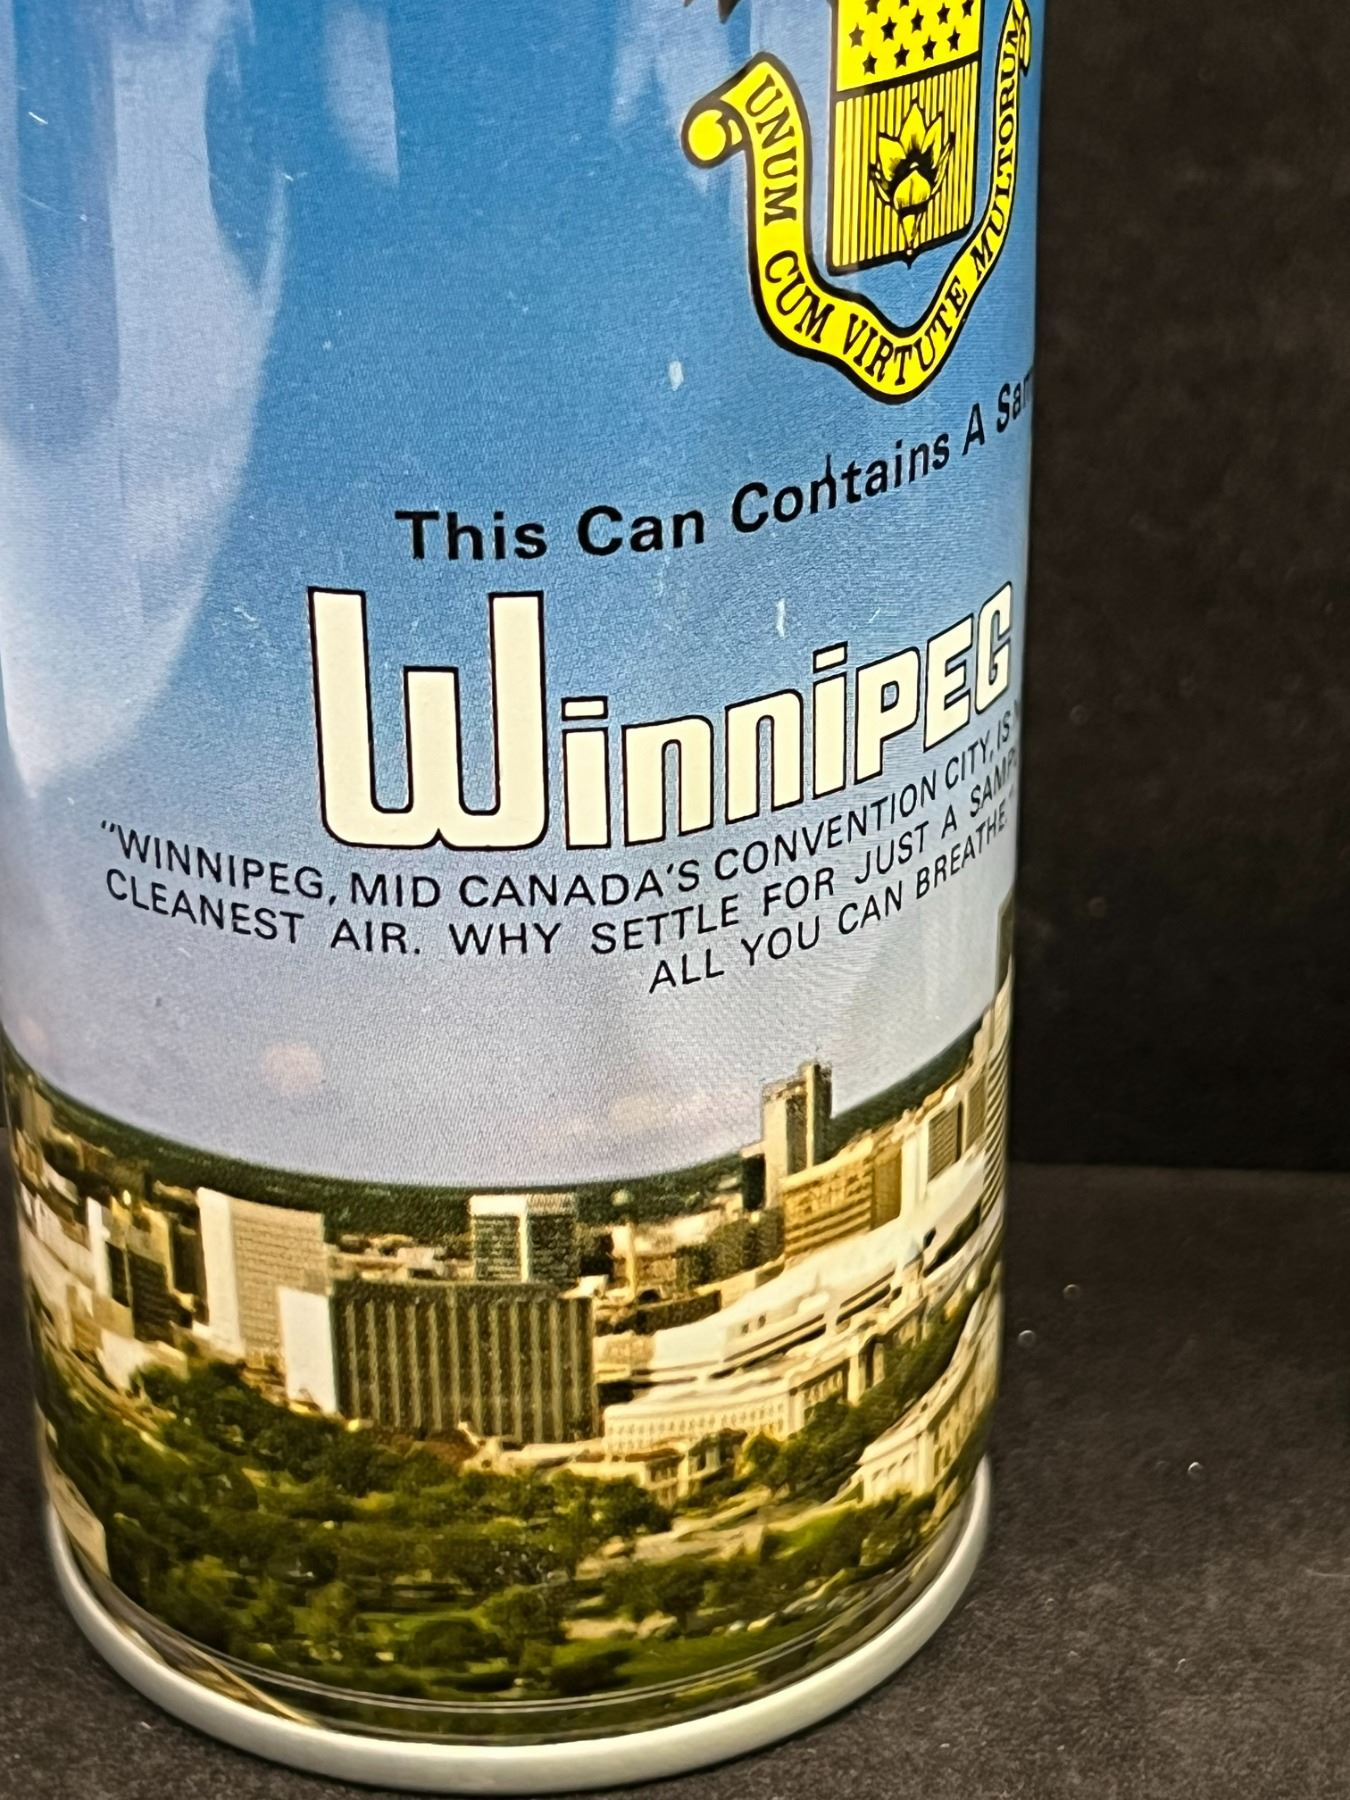 UNUM CUM VIRTUTE MULTORUM
This Can Contains A
WinnipEG
"WINNIPEG, MID CANADA'S CONVENTION CITY, IS
CLEANEST AIR. WHY SETTLE FOR JUST A
ALL YOU CAN BREATHE